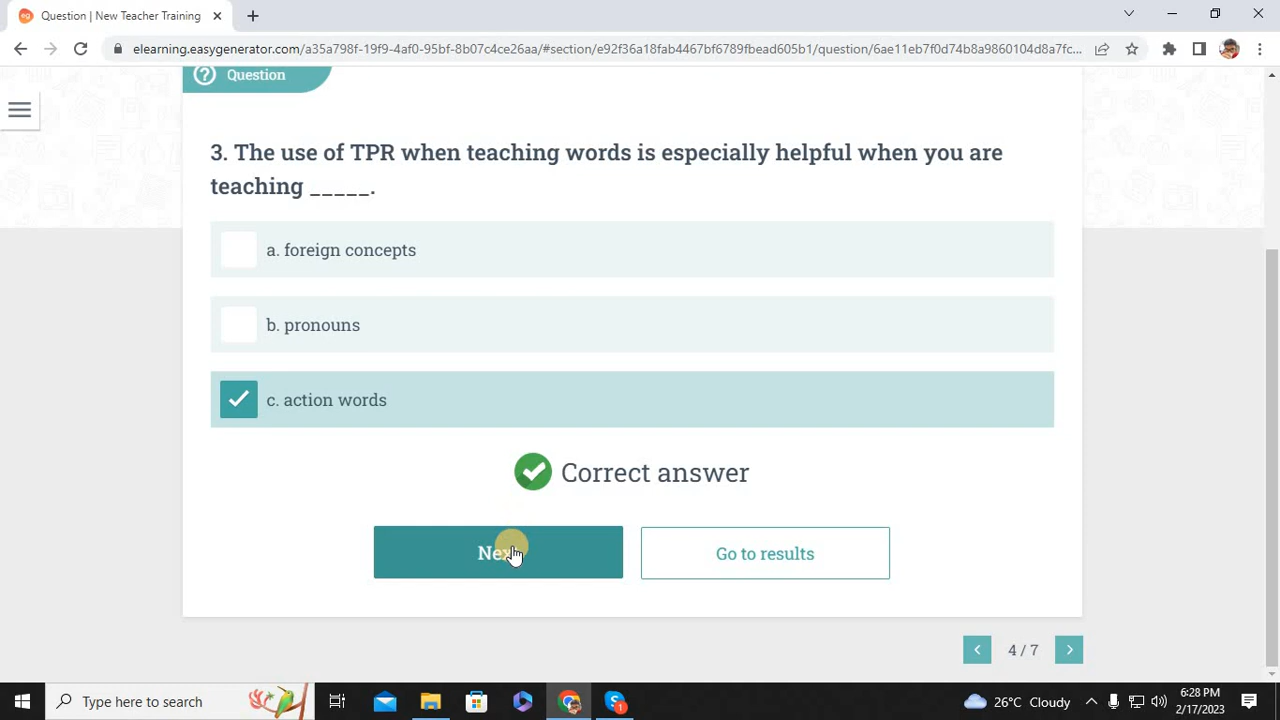 Question | New Teacher Training
elearning.easygenerator.com/a35a798f-19f9-4af0-95bf-8b07c4ce29ea/#section/e92f36a18fab4467bf6789fbead605b1/question/6ae11eb7f0d74b8a9860104d8a7fc...
Question
3. The use of TPR when teaching words is especially helpful when you are
teaching _____.
a. foreign concepts
b. pronouns
c. action words
Correct answer
Go to results
4 / 7
Type here to search
26°C Cloudy
6:28 PM
2/17/2023